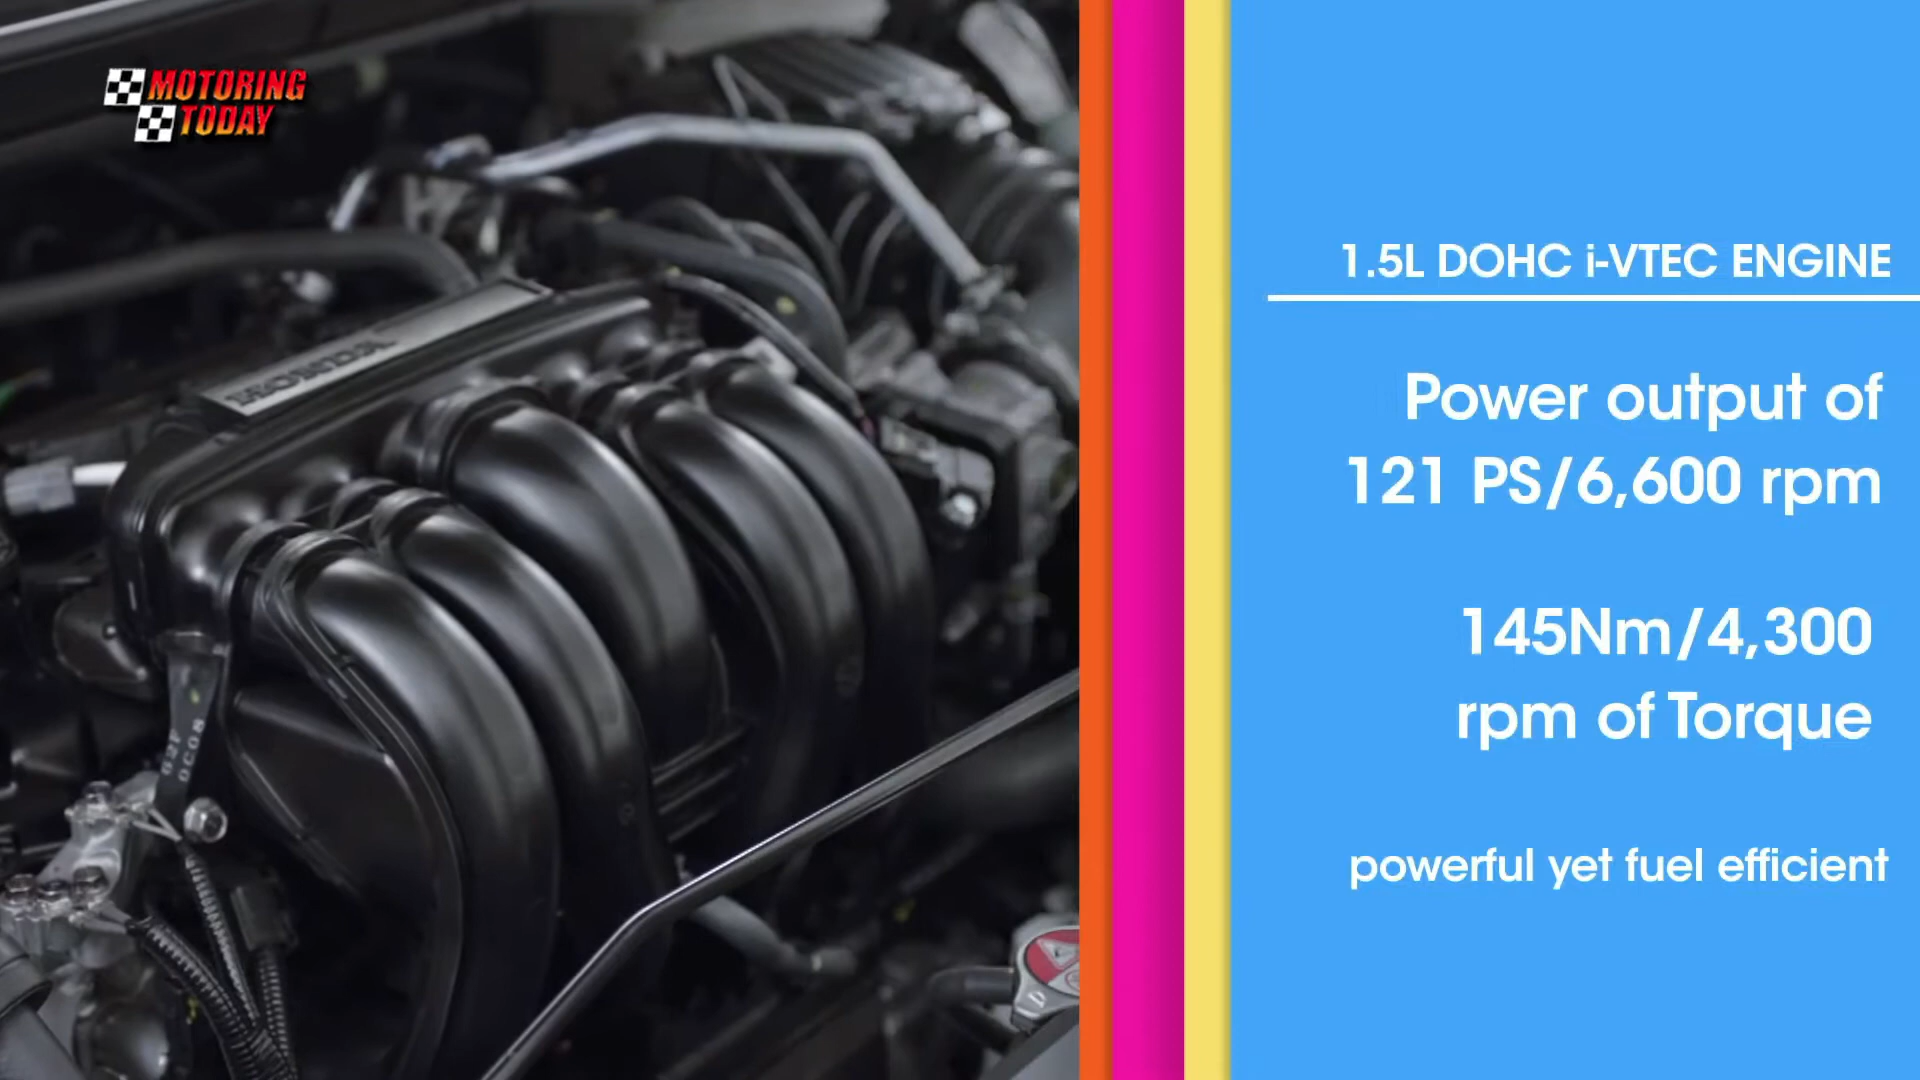 MOTORING
TODAY
HONDA
1.5L DOHC i-VTEC ENGINE
Power output of
121 PS/6,600 rpm
145Nm/4,300
rpm of Torque
powerful yet fuel efficient